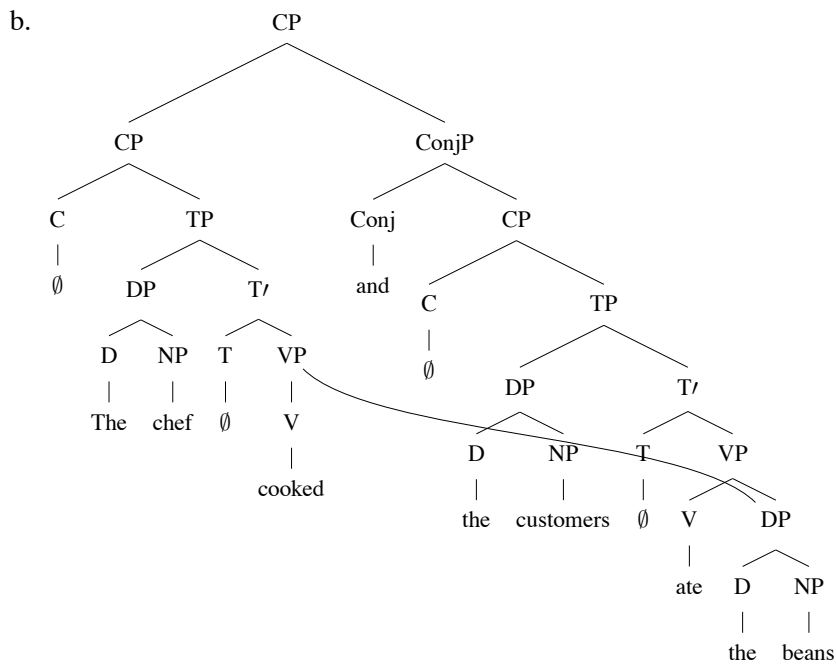 b.
CP
CP ConjP
C TP Conj CP
∅ DP T′ and C TP
D NP T VP ∅ DP T′
The chef ∅ V D NP T VP
cooked the customers ∅ V DP
ate D NP
the beans